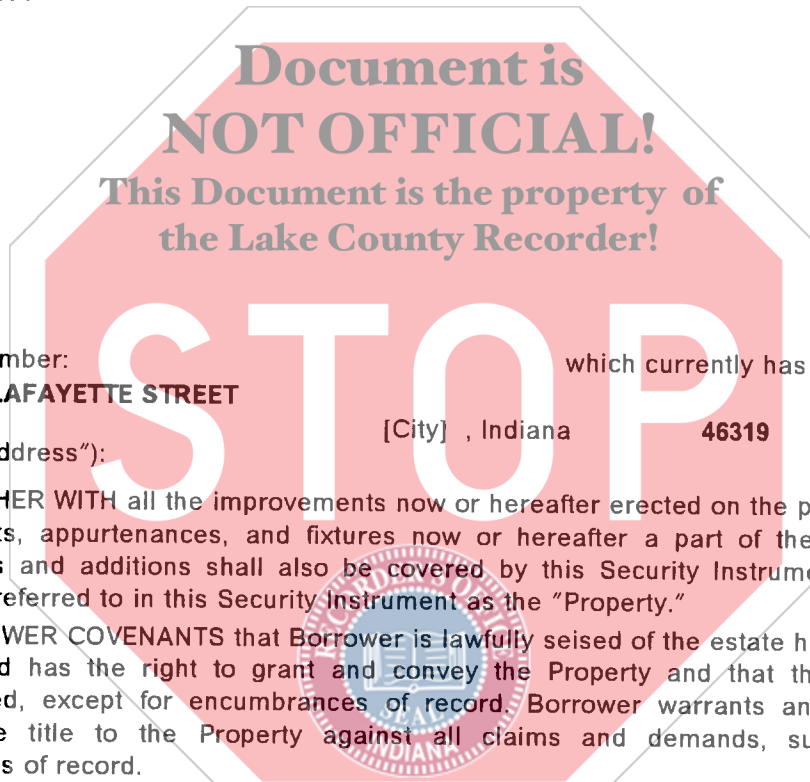 Document is
NOT OFFICIAL!
This Document is the property of
the Lake County Recorder!
STOP
mber: which currently has
LAFAYETTE STREET
[City] , Indiana 46319
ddress"):
HER WITH all the improvements now or hereafter erected on the p
ts, appurtenances, and fixtures now or hereafter a part of the
s and additions shall also be covered by this Security Instrume
referred to in this Security Instrument as the "Property."
WER COVENANTS that Borrower is lawfully seised of the estate h
d has the right to grant and convey the Property and that th
ed, except for encumbrances of record. Borrower warrants an
e title to the Property against all claims and demands, su
s of record.
RECORDER'S OFFICE
SEAL
INDIANA